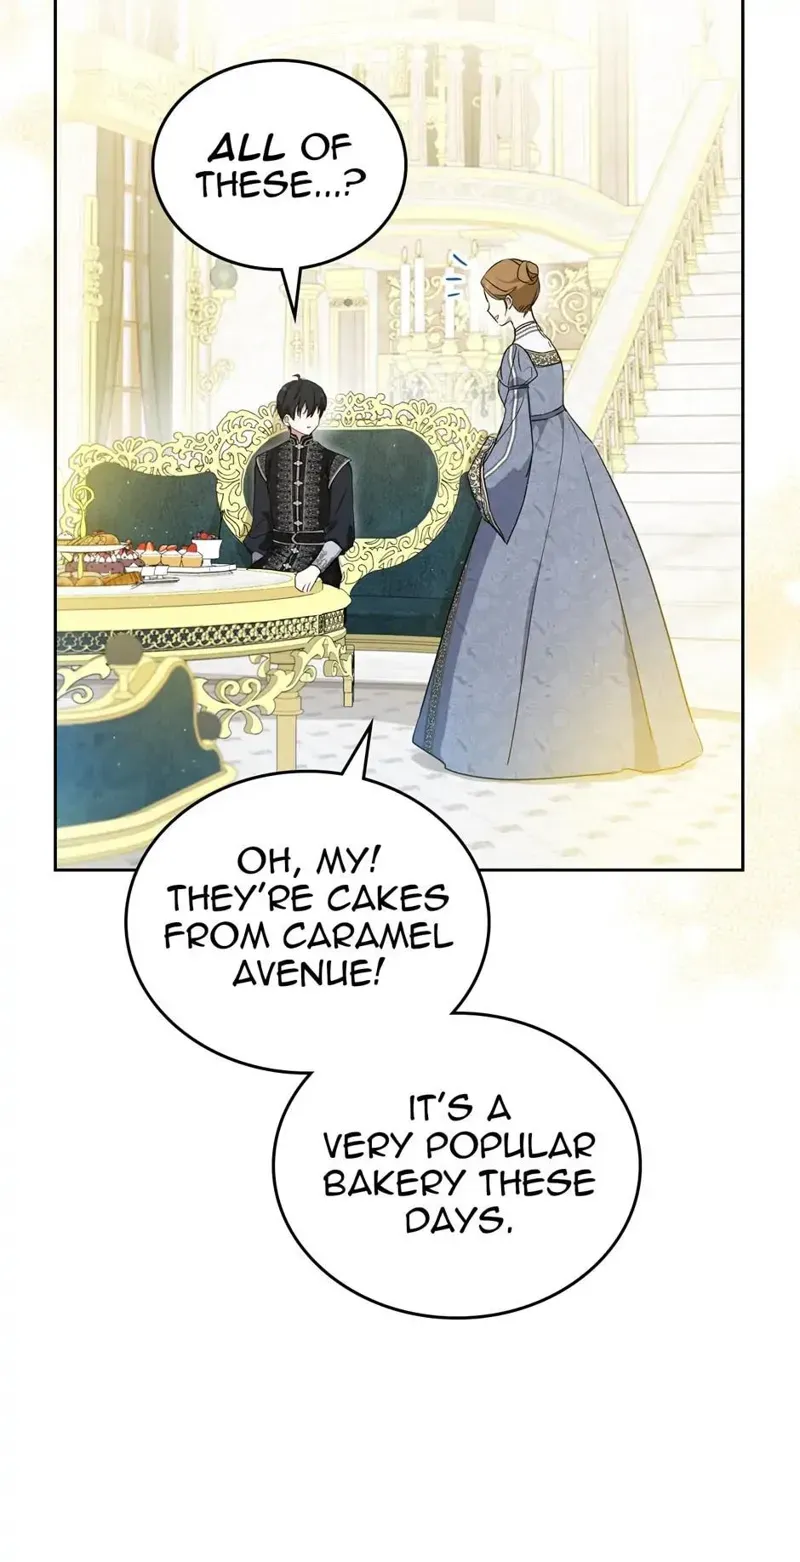 ALL OF
THESE...?
OH, MY!
THEY'RE CAKES
FROM CARAMEL
AVENUE!
IT'S A
VERY POPULAR
BAKERY THESE
DAYS.